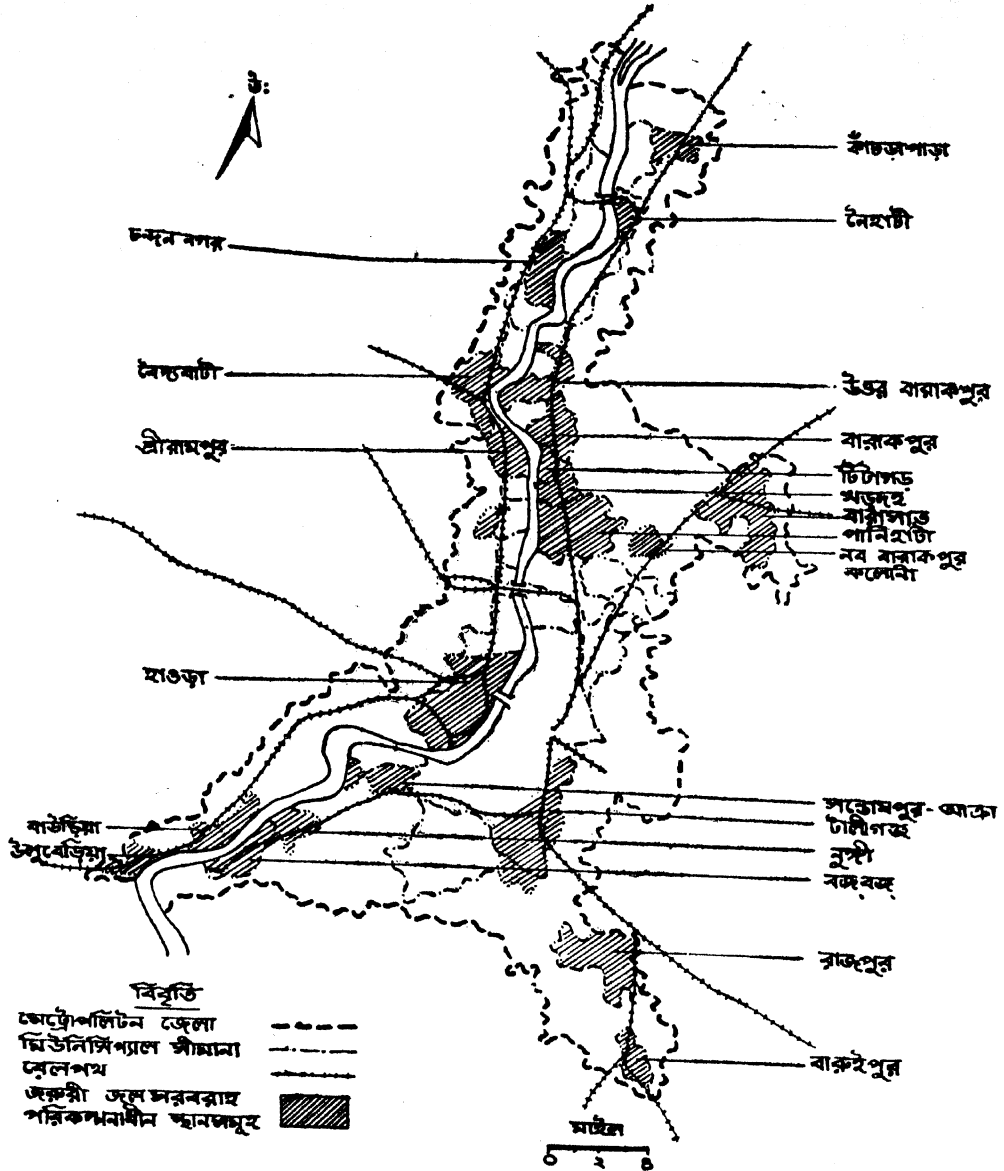 উঃ
কাঁচড়াপাড়া
নৈহাটী
চন্দন নগর
বৈদ্যবাটী
উত্তর বারাকপুর
শ্রীরামপুর
বারাকপুর
টিটাগড়
খড়দহ
বারাসাত
পানিহাটী
নব বারাকপুর
কলোনী
হাওড়া
সন্তোষপুর-আক্রা
টালীগঞ্জ
বাউড়িয়া
নুঙ্গী
উলুবেড়িয়া
বজবজ
রাজপুর
বারুইপুর
বিবৃতি
মেট্রোপলিটন জেলা
মিউনিসিপ্যাল সীমানা
রেলপথ
জরুরী জল সরবরাহ
পরিকল্পনাধীন স্থানসমূহ
মাইল
০ ২ ৪